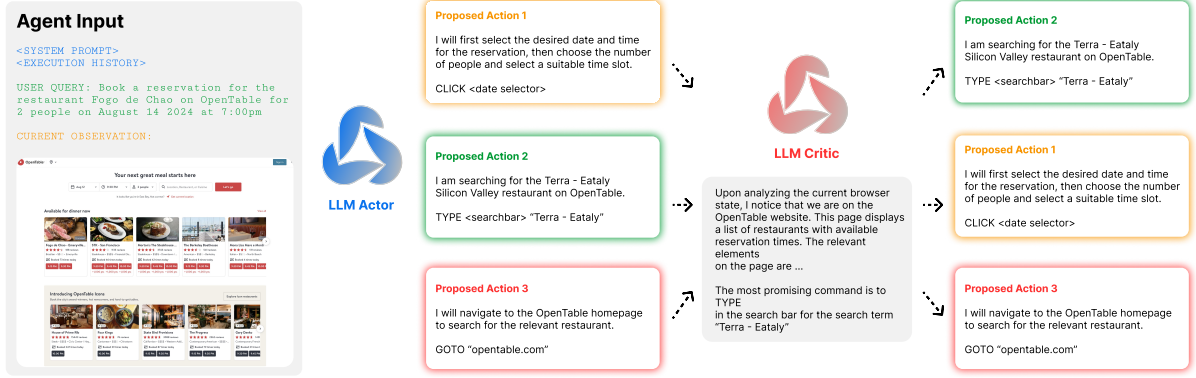 Agent Input
<SYSTEM PROMPT>
<EXECUTION HISTORY>
USER QUERY: Book a reservation for the
restaurant Fogo de Chao on OpenTable for
2 people on August 14 2024 at 7:00pm
CURRENT OBSERVATION:
OpenTable
Your next great meal starts here
Let's go
Available for dinner now
Introducing OpenTable Icons
LLM Actor
Proposed Action 1
I will first select the desired date and time
for the reservation, then choose the number
of people and select a suitable time slot.
CLICK <date selector>
Proposed Action 2
I am searching for the Terra - Eataly
Silicon Valley restaurant on OpenTable.
TYPE <searchbar> "Terra - Eataly"
Proposed Action 3
I will navigate to the OpenTable homepage
to search for the relevant restaurant.
GOTO "opentable.com"
LLM Critic
Upon analyzing the current browser
state, I notice that we are on the
OpenTable website. This page displays
a list of restaurants with available
reservation times. The relevant
elements
on the page are ...
The most promising command is to
TYPE
in the search bar for the search term
"Terra - Eataly"
Proposed Action 2
I am searching for the Terra - Eataly
Silicon Valley restaurant on OpenTable.
TYPE <searchbar> "Terra - Eataly"
Proposed Action 1
I will first select the desired date and time
for the reservation, then choose the number
of people and select a suitable time slot.
CLICK <date selector>
Proposed Action 3
I will navigate to the OpenTable homepage
to search for the relevant restaurant.
GOTO "opentable.com"